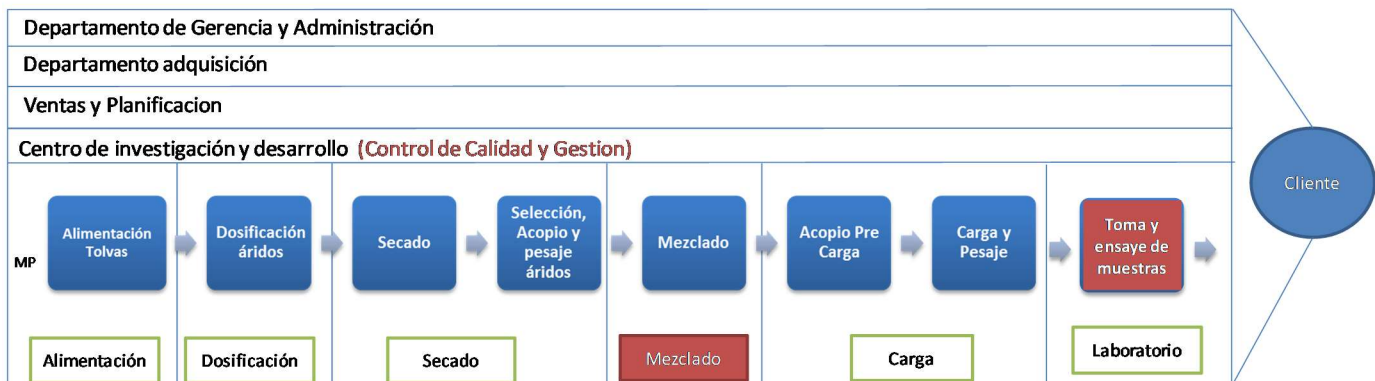 Departamento de Gerencia y Administración
Departamento adquisición
Ventas y Planificacion
Centro de investigación y desarrollo (Control de Calidad y Gestion)
MP
Alimentación
Tolvas
Dosificación
áridos
Secado
Selección,
Acopio y
pesaje
áridos
Mezclado
Acopio Pre
Carga
Carga y
Pesaje
Toma y
ensaye de
muestras
Cliente
Alimentación
Dosificación
Secado
Mezclado
Carga
Laboratorio